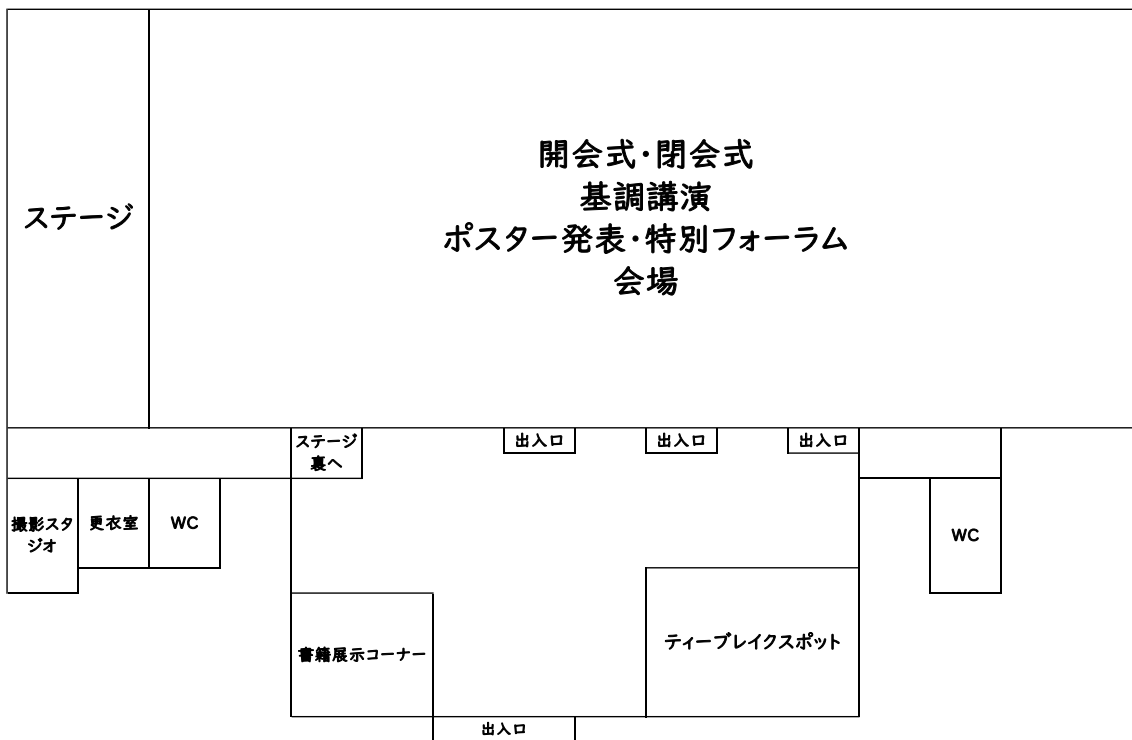 開会式・閉会式
基調講演
ポスター発表・特別フォーラム
会場
ステージ
ステージ
裏へ
出入口
出入口
出入口
撮影スタ
ジオ
更衣室
WC
WC
書籍展示コーナー
ティーブレイクスポット
出入口